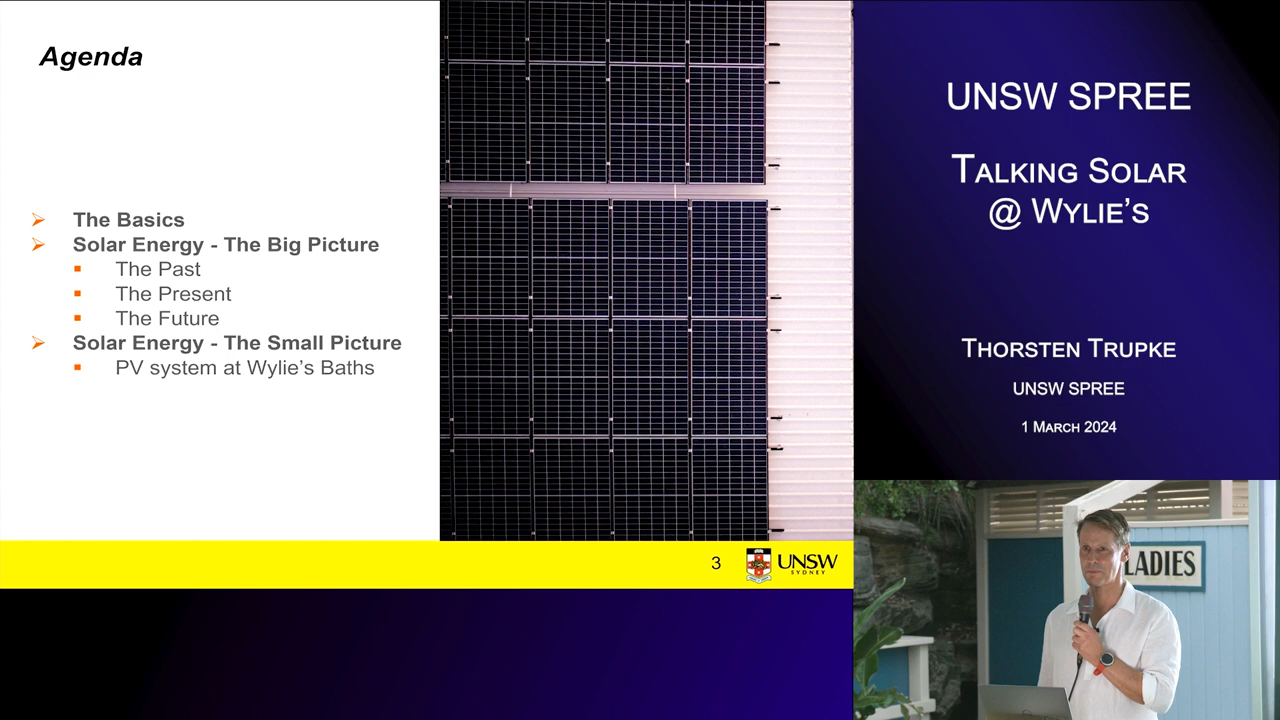 Agenda
The Basics
Solar Energy - The Big Picture
The Past
The Present
The Future
Solar Energy - The Small Picture
PV system at Wylie's Baths
3
UNSW
SYDNEY
UNSW SPREE
TALKING SOLAR
@ WYLIE'S
THORSTEN TRUPKE
UNSW SPREE
1 MARCH 2024
LADIES